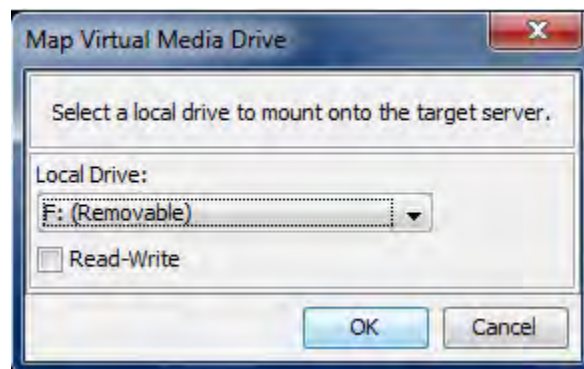 Map Virtual Media Drive
Select a local drive to mount onto the target server.
Local Drive:
F: (Removable)
Read-Write
OK
Cancel